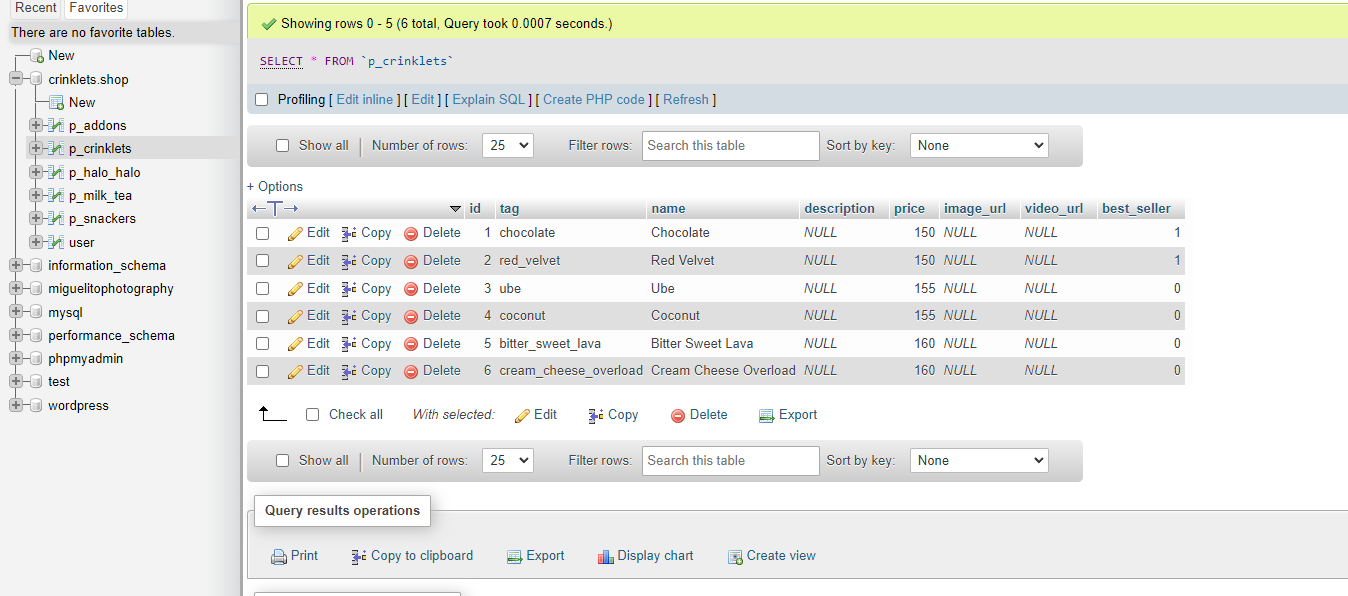 Recent Favorites
There are no favorite tables.
New
crinklets.shop
New
p_addons
p_crinklets
p_halo_halo
p_milk_tea
p_snackers
user
information_schema
miguelitophotography
mysql
performance_schema
phpmyadmin
test
wordpress
Showing rows 0 - 5 (6 total, Query took 0.0007 seconds.)
SELECT * FROM `p_crinklets`
Profiling [ Edit inline ] [ Edit ] [ Explain SQL ] [ Create PHP code ] [ Refresh ]
Show all | Number of rows: 25 Filter rows: Search this table Sort by key: None
+ Options
←T→ id tag name description price image_url video_url best_seller
Edit Copy Delete 1 chocolate Chocolate NULL 150 NULL NULL 1
Edit Copy Delete 2 red_velvet Red Velvet NULL 150 NULL NULL 1
Edit Copy Delete 3 ube Ube NULL 155 NULL NULL 0
Edit Copy Delete 4 coconut Coconut NULL 155 NULL NULL 0
Edit Copy Delete 5 bitter_sweet_lava Bitter Sweet Lava NULL 160 NULL NULL 0
Edit Copy Delete 6 cream_cheese_overload Cream Cheese Overload NULL 160 NULL NULL 0
Check all With selected: Edit Copy Delete Export
Show all | Number of rows: 25 Filter rows: Search this table Sort by key: None
Query results operations
Print Copy to clipboard Export Display chart Create view